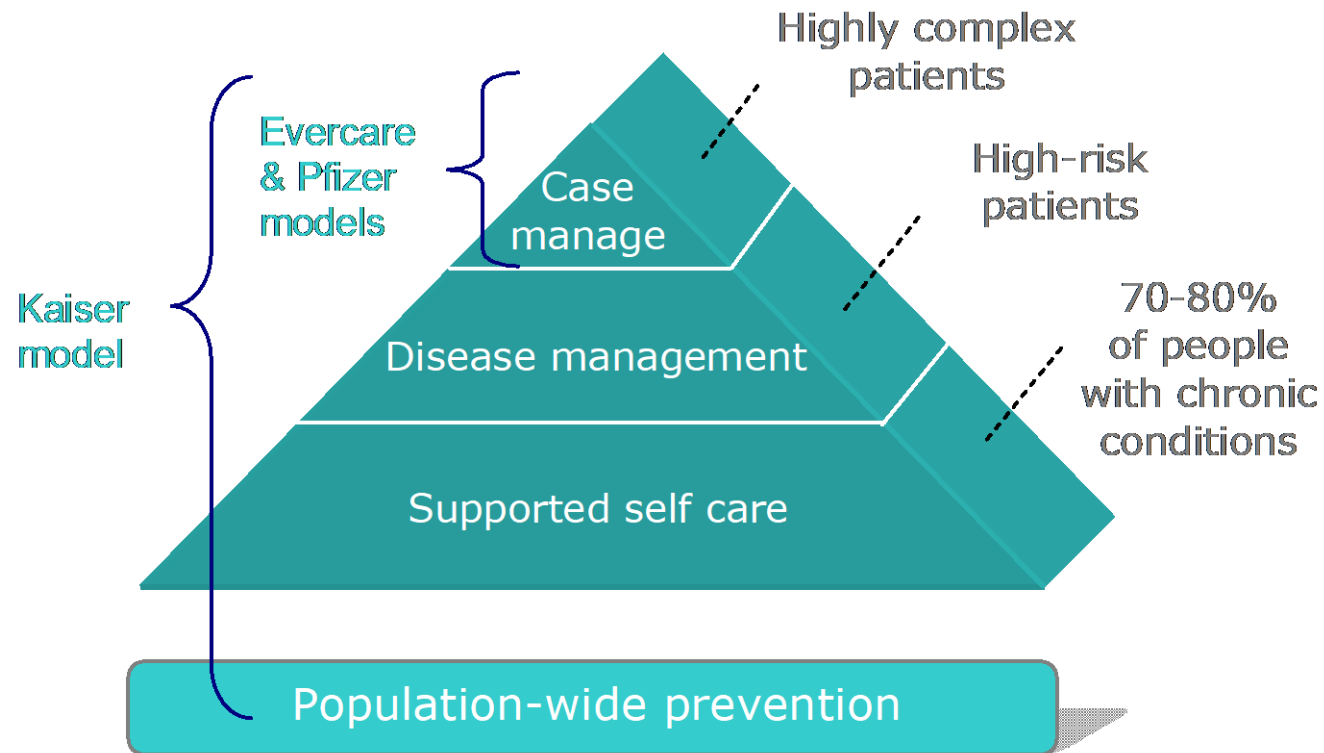 Highly complex
patients
Evercare
& Pfizer
models
Case
manage
High-risk
patients
Kaiser
model
Disease management
70-80%
of people
with chronic
conditions
Supported self care
Population-wide prevention